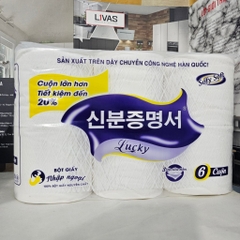 LIVAS
SẢN XUẤT TRÊN DÂY CHUYỀN CÔNG NGHỆ HÀN QUỐC!
Cuộn lớn hơn
Tiết kiệm đến
20%
Silky Soft
신분증명서
Lucky
BỘT GIẤY
Nhập ngoại
6 Cuộn